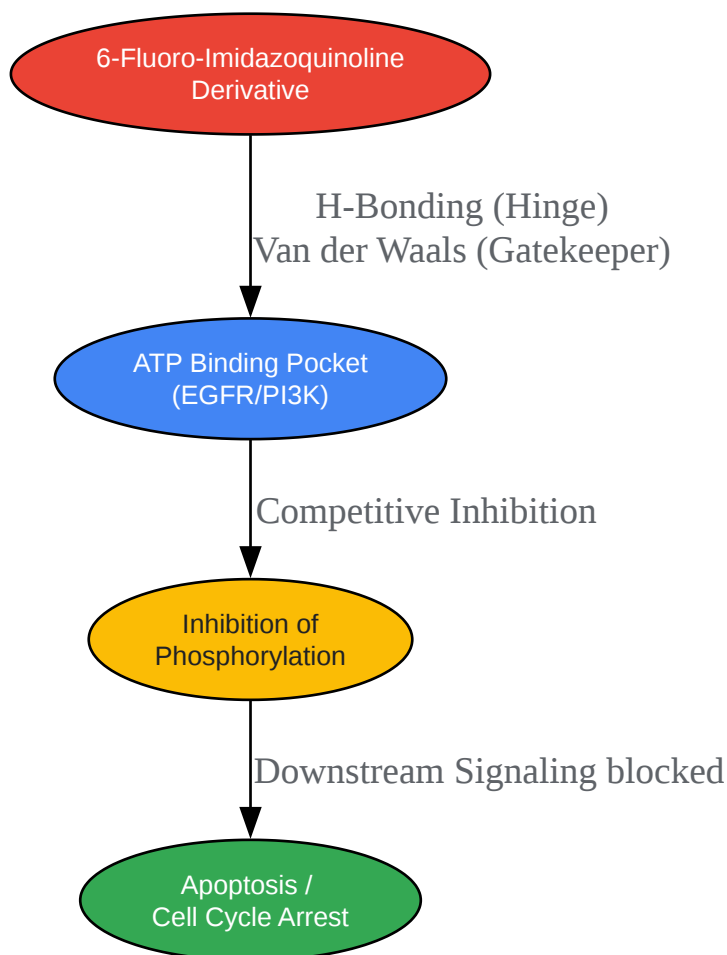 6-Fluoro-Imidazoquinoline
Derivative
H-Bonding (Hinge)
Van der Waals (Gatekeeper)
ATP Binding Pocket
(EGFR/PI3K)
Competitive Inhibition
Inhibition of
Phosphorylation
Downstream Signaling blocked
Apoptosis /
Cell Cycle Arrest